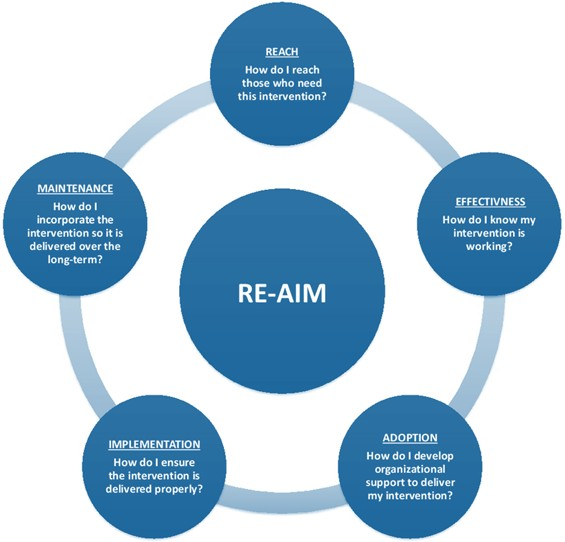 REACH
How do I reach
those who need
this intervention?
EFFECTIVNESS
How do I know my
intervention is
working?
ADOPTION
How do I develop
organizational
support to deliver
my intervention?
IMPLEMENTATION
How do I ensure
the intervention is
delivered properly?
MAINTENANCE
How do I
incorporate the
intervention so it is
delivered over the
long-term?
RE-AIM